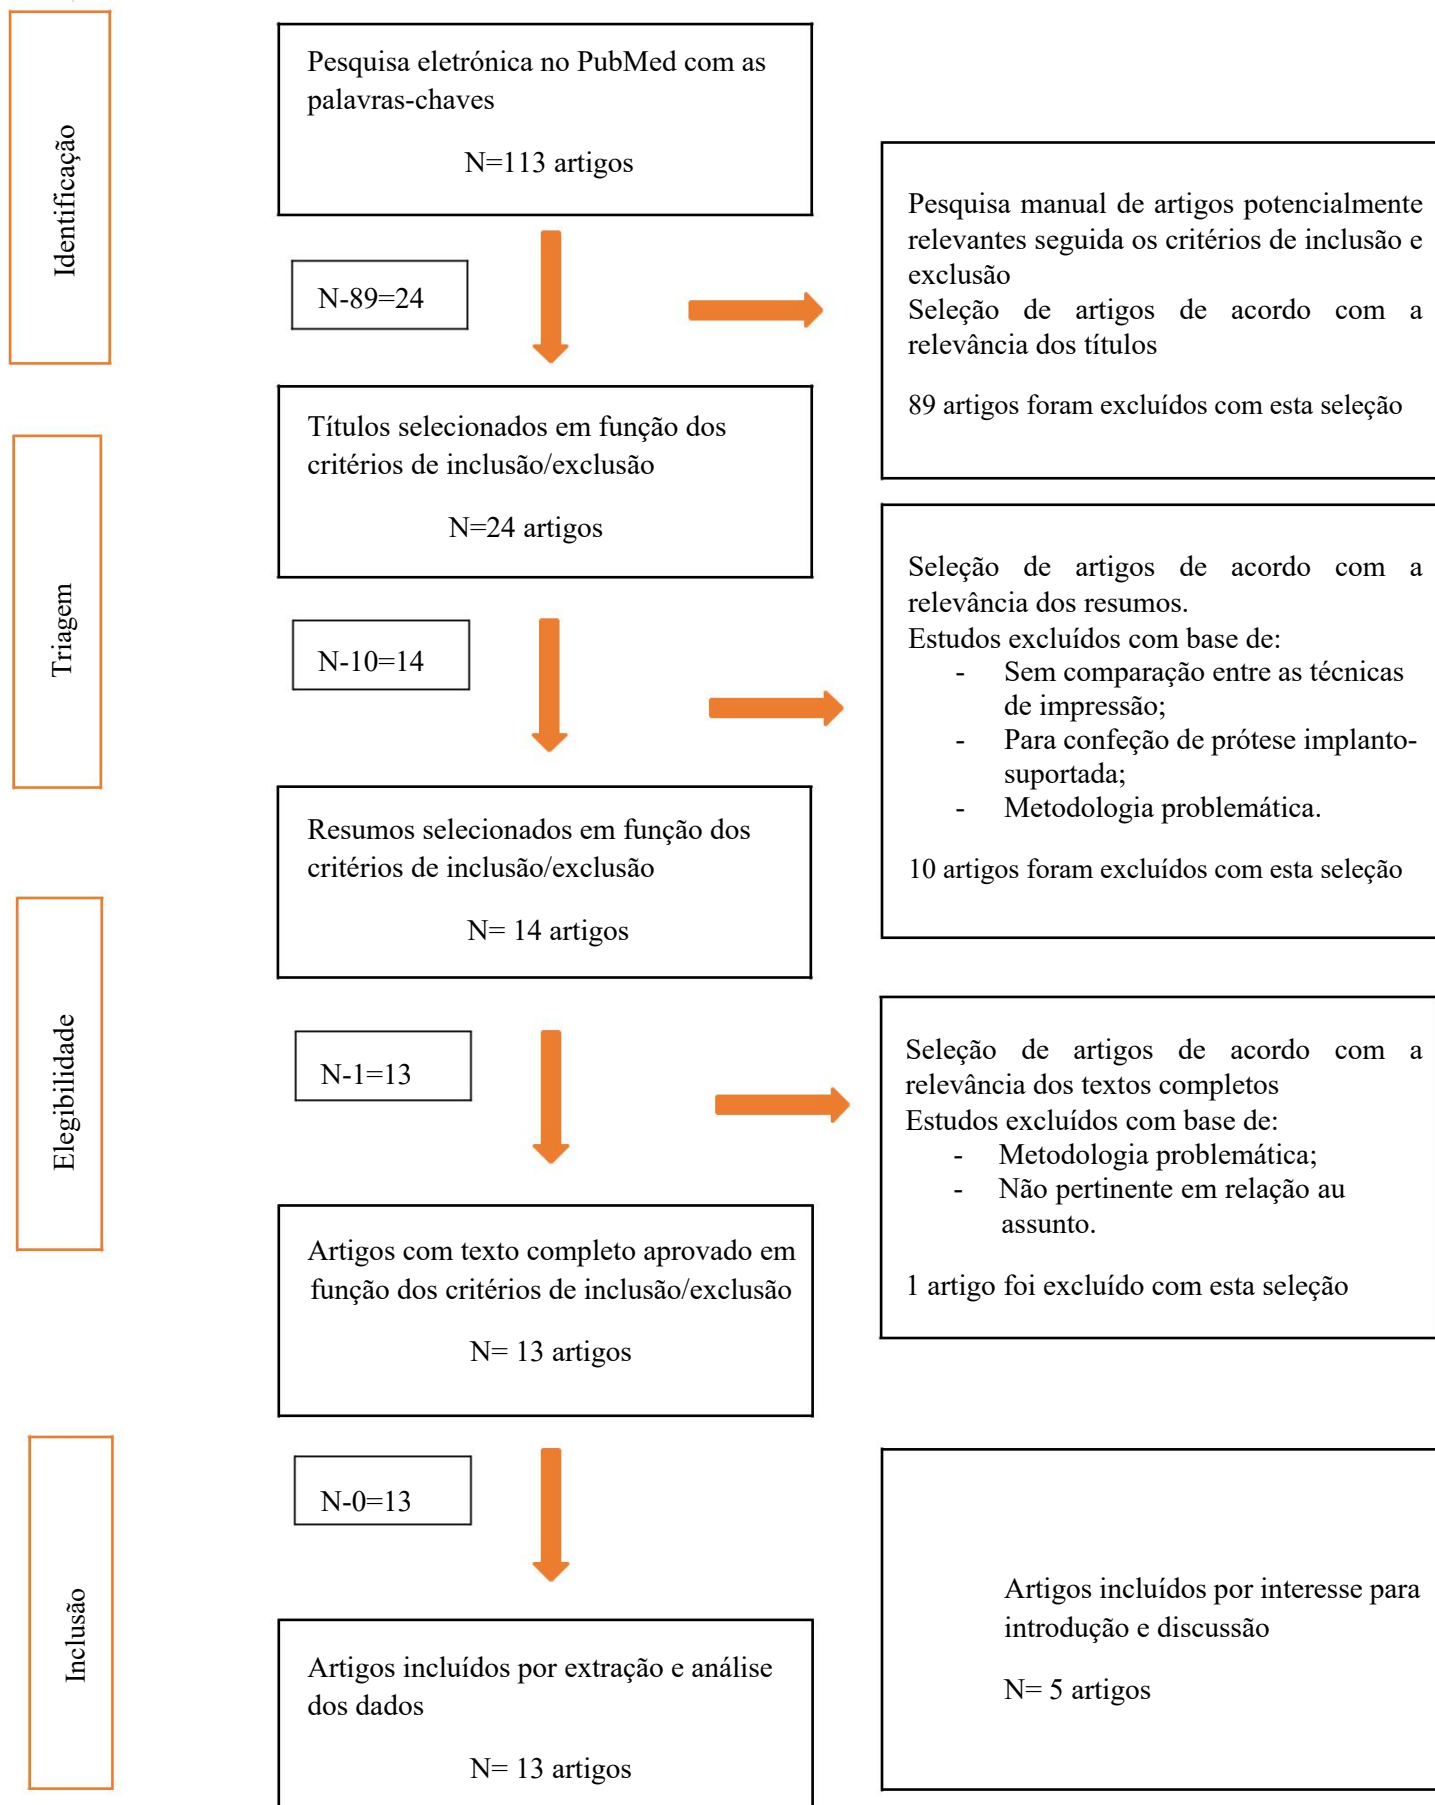 Identificação
Pesquisa eletrónica no PubMed com as
palavras-chaves
N=113 artigos
N-89=24
Pesquisa manual de artigos potencialmente
relevantes seguida os critérios de inclusão e
exclusão
Seleção de artigos de acordo com a
relevância dos títulos
89 artigos foram excluídos com esta seleção
Triagem
Títulos selecionados em função dos
critérios de inclusão/exclusão
N=24 artigos
N-10=14
Seleção de artigos de acordo com a
relevância dos resumos.
Estudos excluídos com base de:
- Sem comparação entre as técnicas
de impressão;
- Para confeção de prótese implanto-
suportada;
- Metodologia problemática.
10 artigos foram excluídos com esta seleção
Elegibilidade
Resumos selecionados em função dos
critérios de inclusão/exclusão
N= 14 artigos
N-1=13
Seleção de artigos de acordo com a
relevância dos textos completos
Estudos excluídos com base de:
- Metodologia problemática;
- Não pertinente em relação au
assunto.
1 artigo foi excluído com esta seleção
Artigos com texto completo aprovado em
função dos critérios de inclusão/exclusão
N= 13 artigos
N-0=13
Inclusão
Artigos incluídos por extração e análise
dos dados
N= 13 artigos
Artigos incluídos por interesse para
introdução e discussão
N= 5 artigos